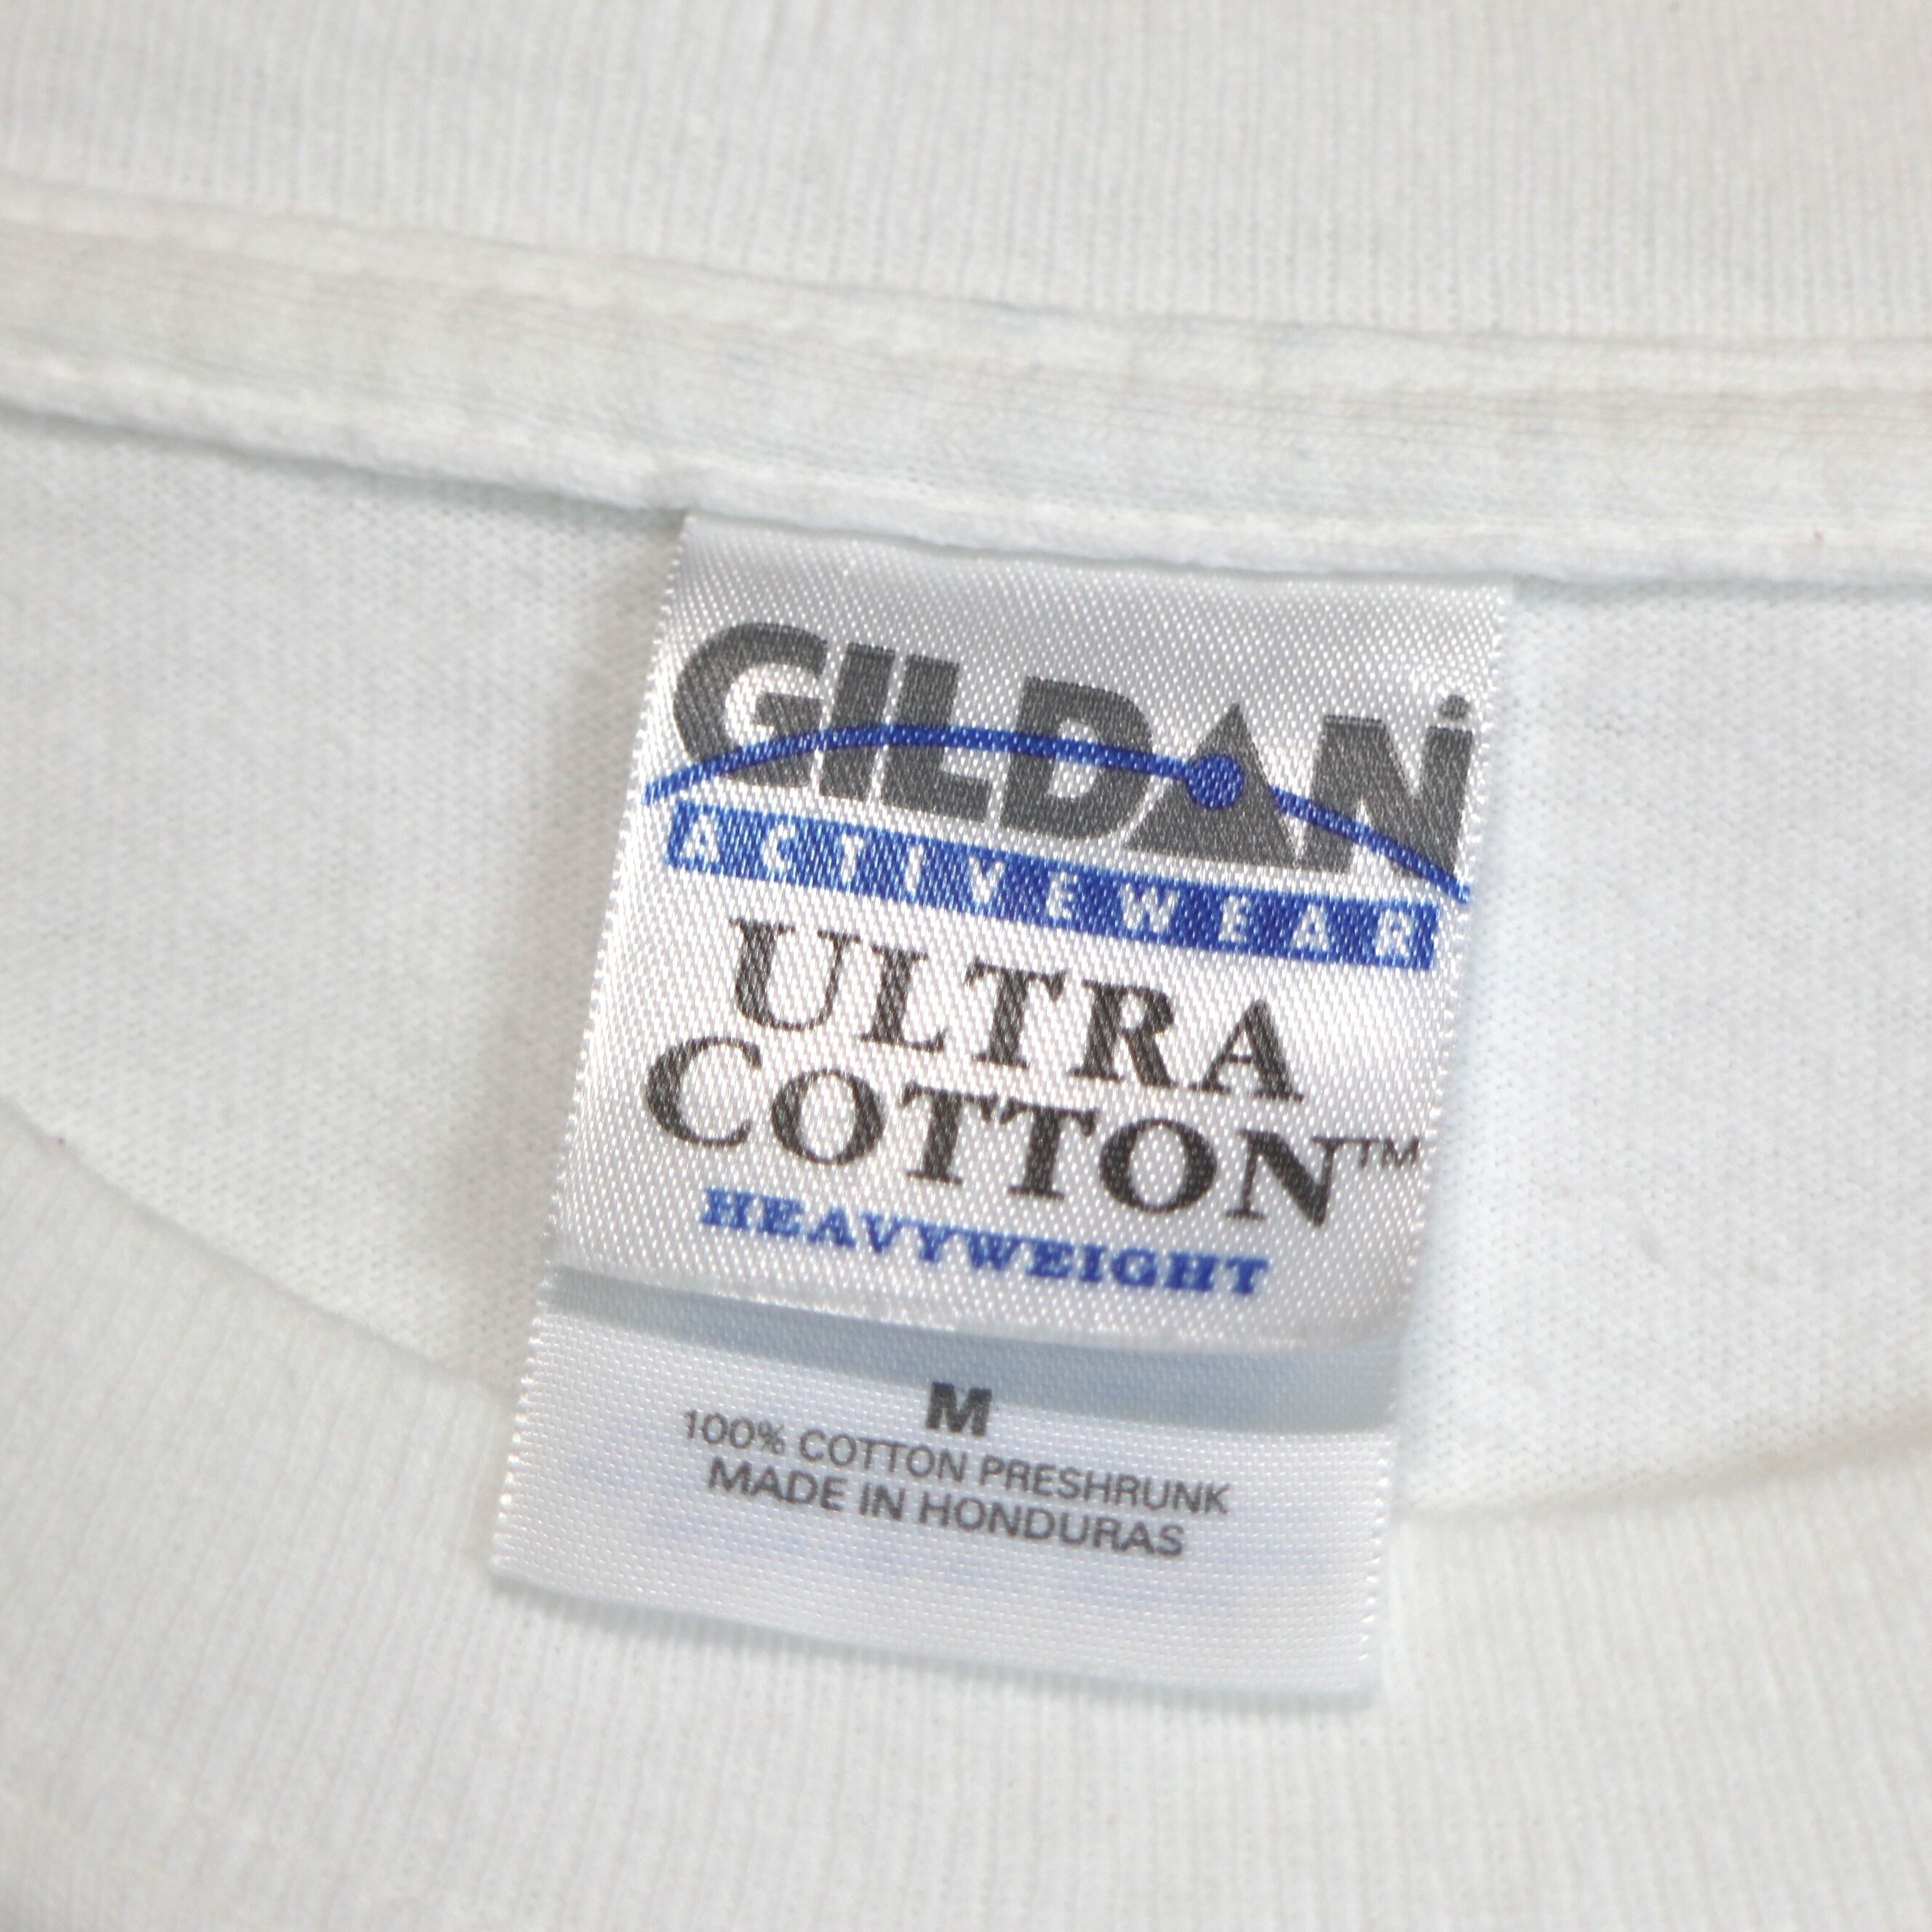 GILDAN
ACTIVEWEAR
ULTRA
COTTON™
HEAVYWEIGHT
M
100% COTTON PRESHRUNK
MADE IN HONDURAS